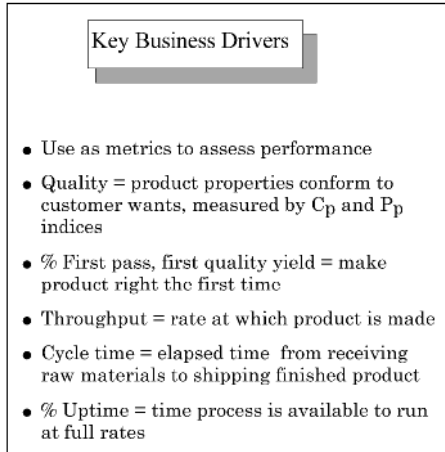 Key Business Drivers
● Use as metrics to assess performance
● Quality = product properties conform to
customer wants, measured by Cp and Pp
indices
● % First pass, first quality yield = make
product right the first time
● Throughput = rate at which product is made
● Cycle time = elapsed time from receiving
raw materials to shipping finished product
● % Uptime = time process is available to run
at full rates